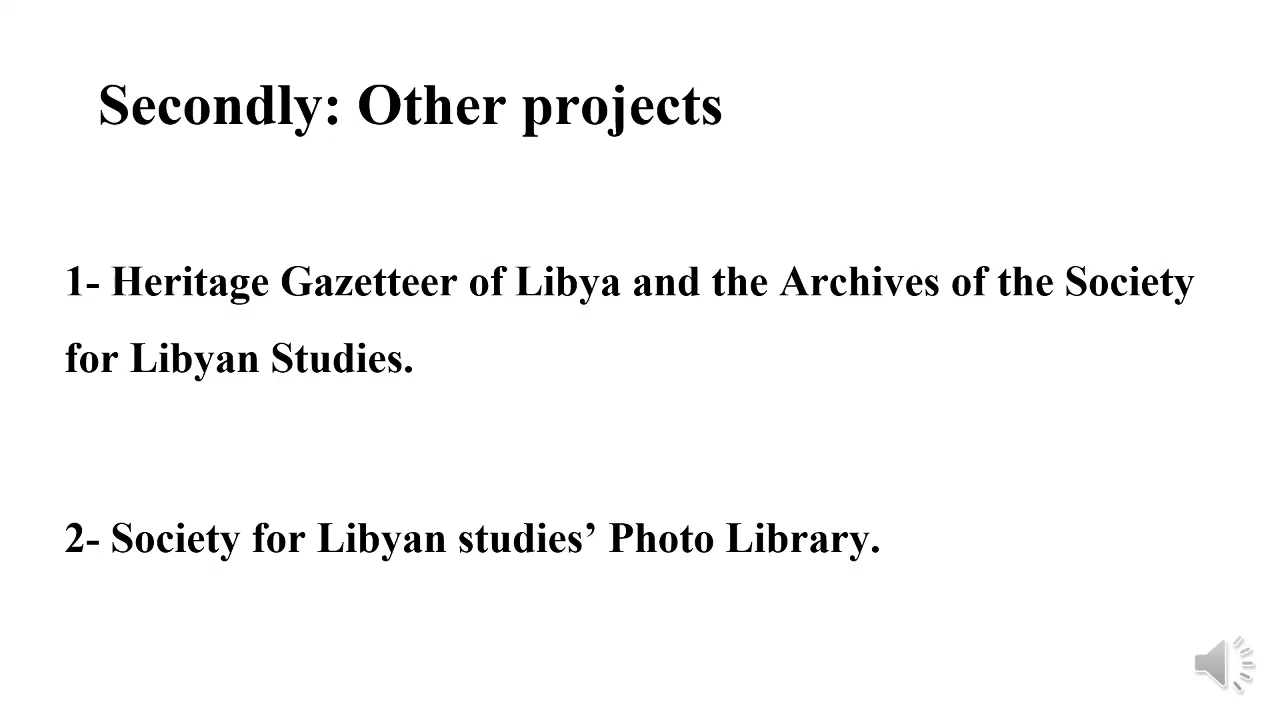 Secondly: Other projects
1- Heritage Gazetteer of Libya and the Archives of the Society
for Libyan Studies.
2- Society for Libyan studies’ Photo Library.